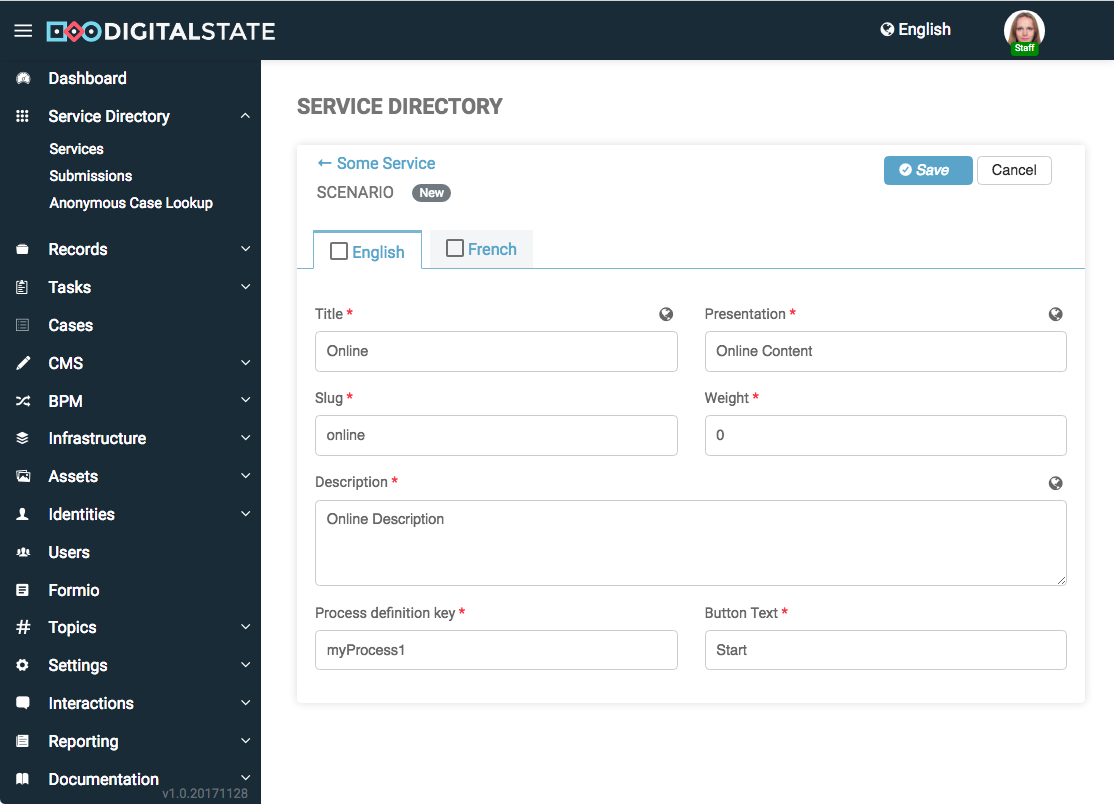 DIGITALSTATE
English
Staff
Dashboard
Service Directory
Services
Submissions
Anonymous Case Lookup
Records
Tasks
Cases
CMS
BPM
Infrastructure
Assets
Identities
Users
Formio
Topics
Settings
Interactions
Reporting
Documentation
v1.0.20171128
SERVICE DIRECTORY
← Some Service
Save
Cancel
SCENARIO New
English
French
Title *
Presentation *
Online
Online Content
Slug *
Weight *
online
0
Description *
Online Description
Process definition key *
Button Text *
myProcess1
Start